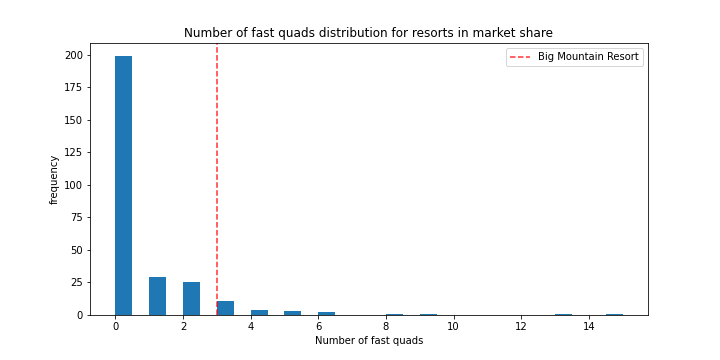 Number of fast quads distribution for resorts in market share
200
175
150
125
100
75
50
25
0
frequency
Big Mountain Resort
0 2 4 6 8 10 12 14
Number of fast quads